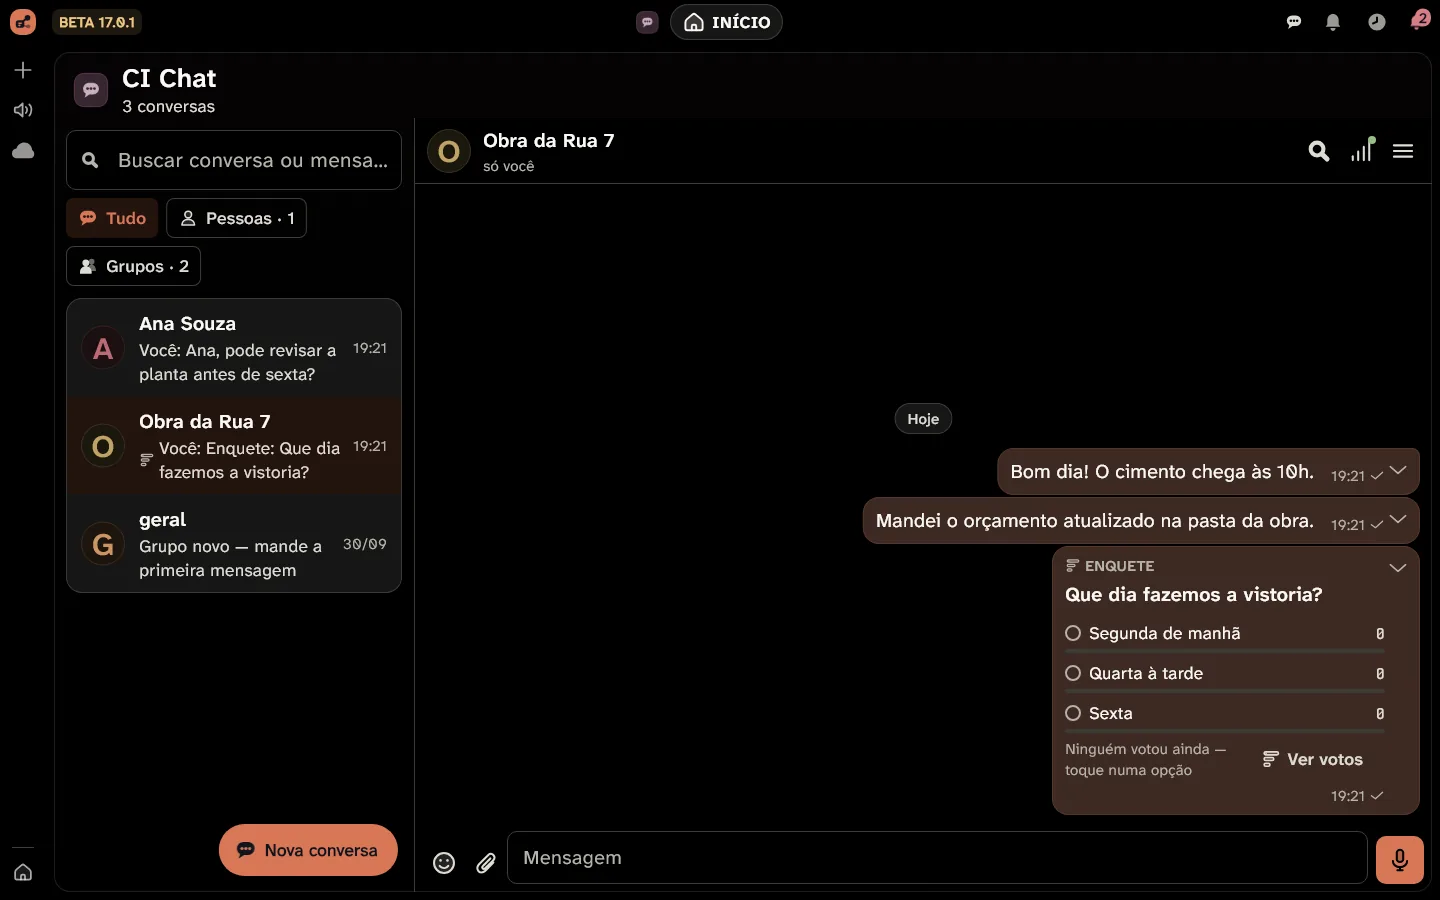 BETA 17.0.1
INÍCIO
2
CI Chat
3 conversas
Buscar conversa ou mensa...
Tudo
Pessoas · 1
Grupos · 2
A
Ana Souza
Você: Ana, pode revisar a
planta antes de sexta?
19:21
O
Obra da Rua 7
Você: Enquete: Que dia
fazemos a vistoria?
19:21
G
geral
Grupo novo — mande a
primeira mensagem
30/09
Nova conversa
O
Obra da Rua 7
só você
Hoje
Bom dia! O cimento chega às 10h. 19:21
Mandei o orçamento atualizado na pasta da obra. 19:21
ENQUETE
Que dia fazemos a vistoria?
Segunda de manhã 0
Quarta à tarde 0
Sexta 0
Ninguém votou ainda —
toque numa opção
Ver votos
19:21
Mensagem